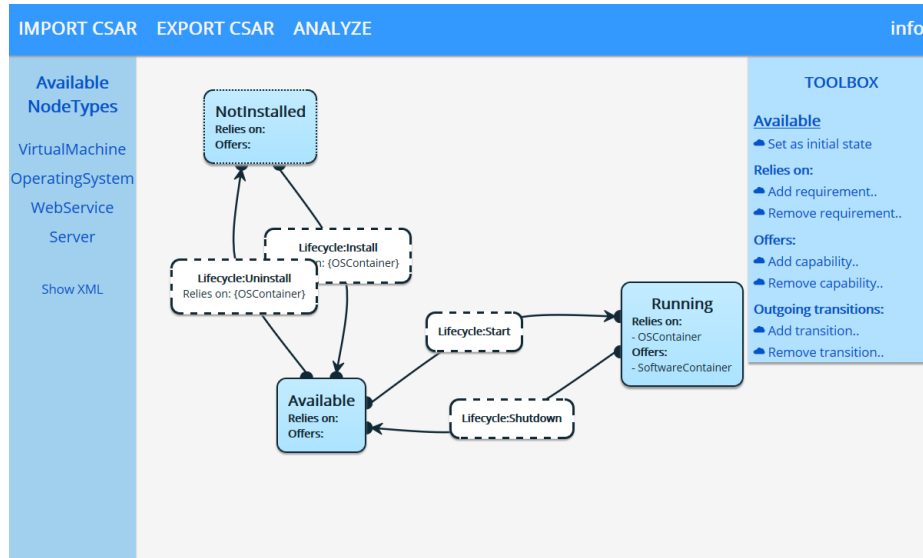 IMPORT CSAR EXPORT CSAR ANALYZE info
Available
NodeTypes
VirtualMachine
OperatingSystem
WebService
Server
Show XML
NotInstalled
Relies on:
Offers:
Lifecycle:Install
n: {OSContainer}
Lifecycle:Uninstall
Relies on: {OSContainer}
Lifecycle:Start
Running
Relies on:
- OSContainer
Offers:
- SoftwareContainer
Available
Relies on:
Offers:
Lifecycle:Shutdown
TOOLBOX
Available
Set as initial state
Relies on:
Add requirement..
Remove requirement..
Offers:
Add capability..
Remove capability..
Outgoing transitions:
Add transition..
Remove transition..